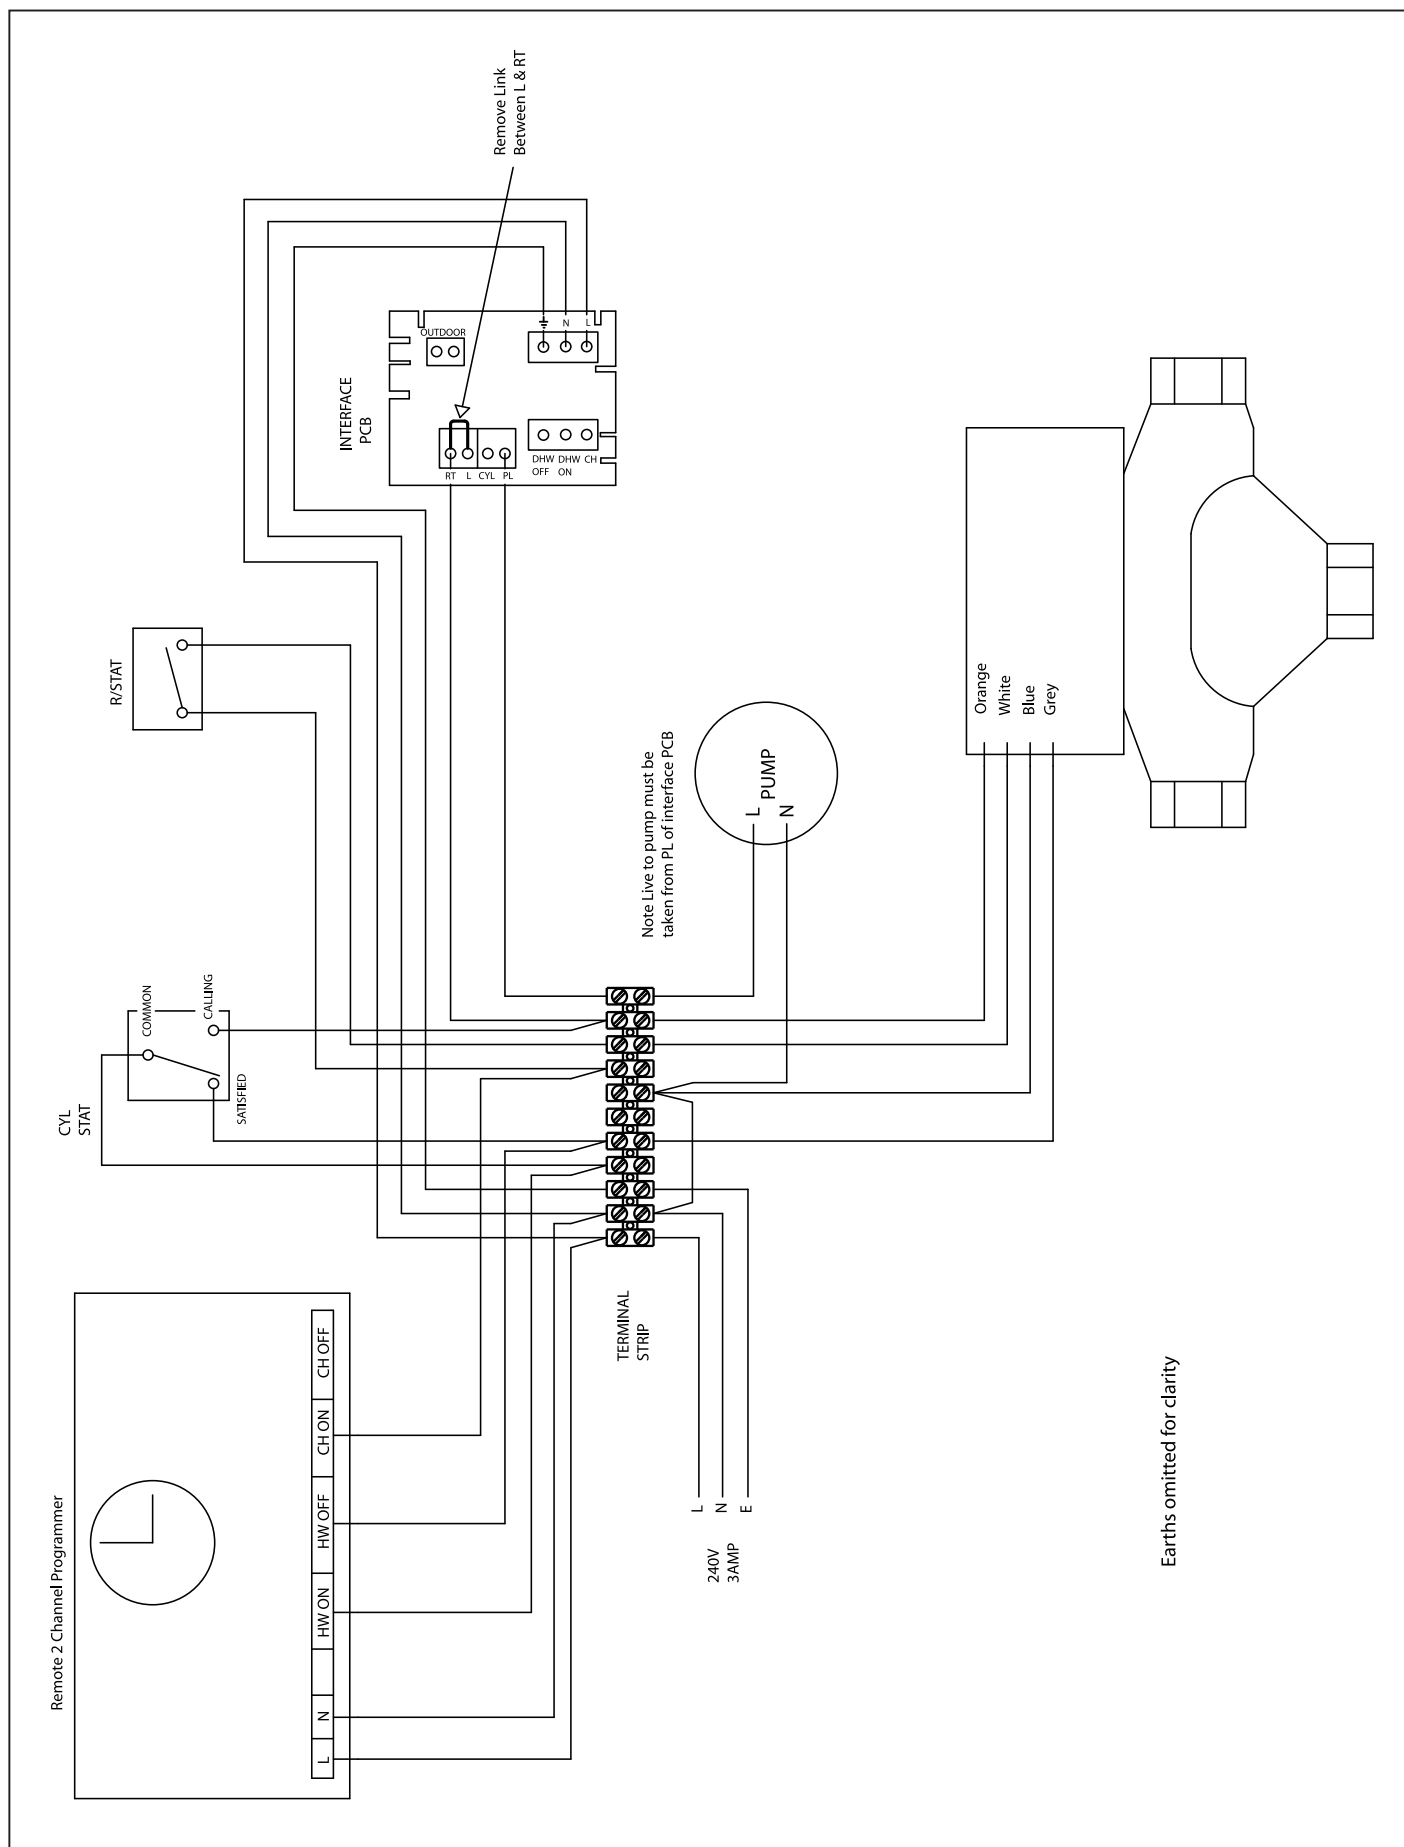 Remote 2 Channel Programmer
L
N
HW ON
HW OFF
CH ON
CH OFF
CYL
STAT
COMMON
CALLING
SATISFIED
R/STAT
INTERFACE
PCB
OUTDOOR
N
L
RT
L
CYL
PL
DHW
OFF
DHW
ON
CH
Remove Link
Between L & RT
TERMINAL
STRIP
240V
3AMP
L
N
E
Note Live to pump must be
taken from PL of interface PCB
L
PUMP
N
Orange
White
Blue
Grey
Earths omitted for clarity